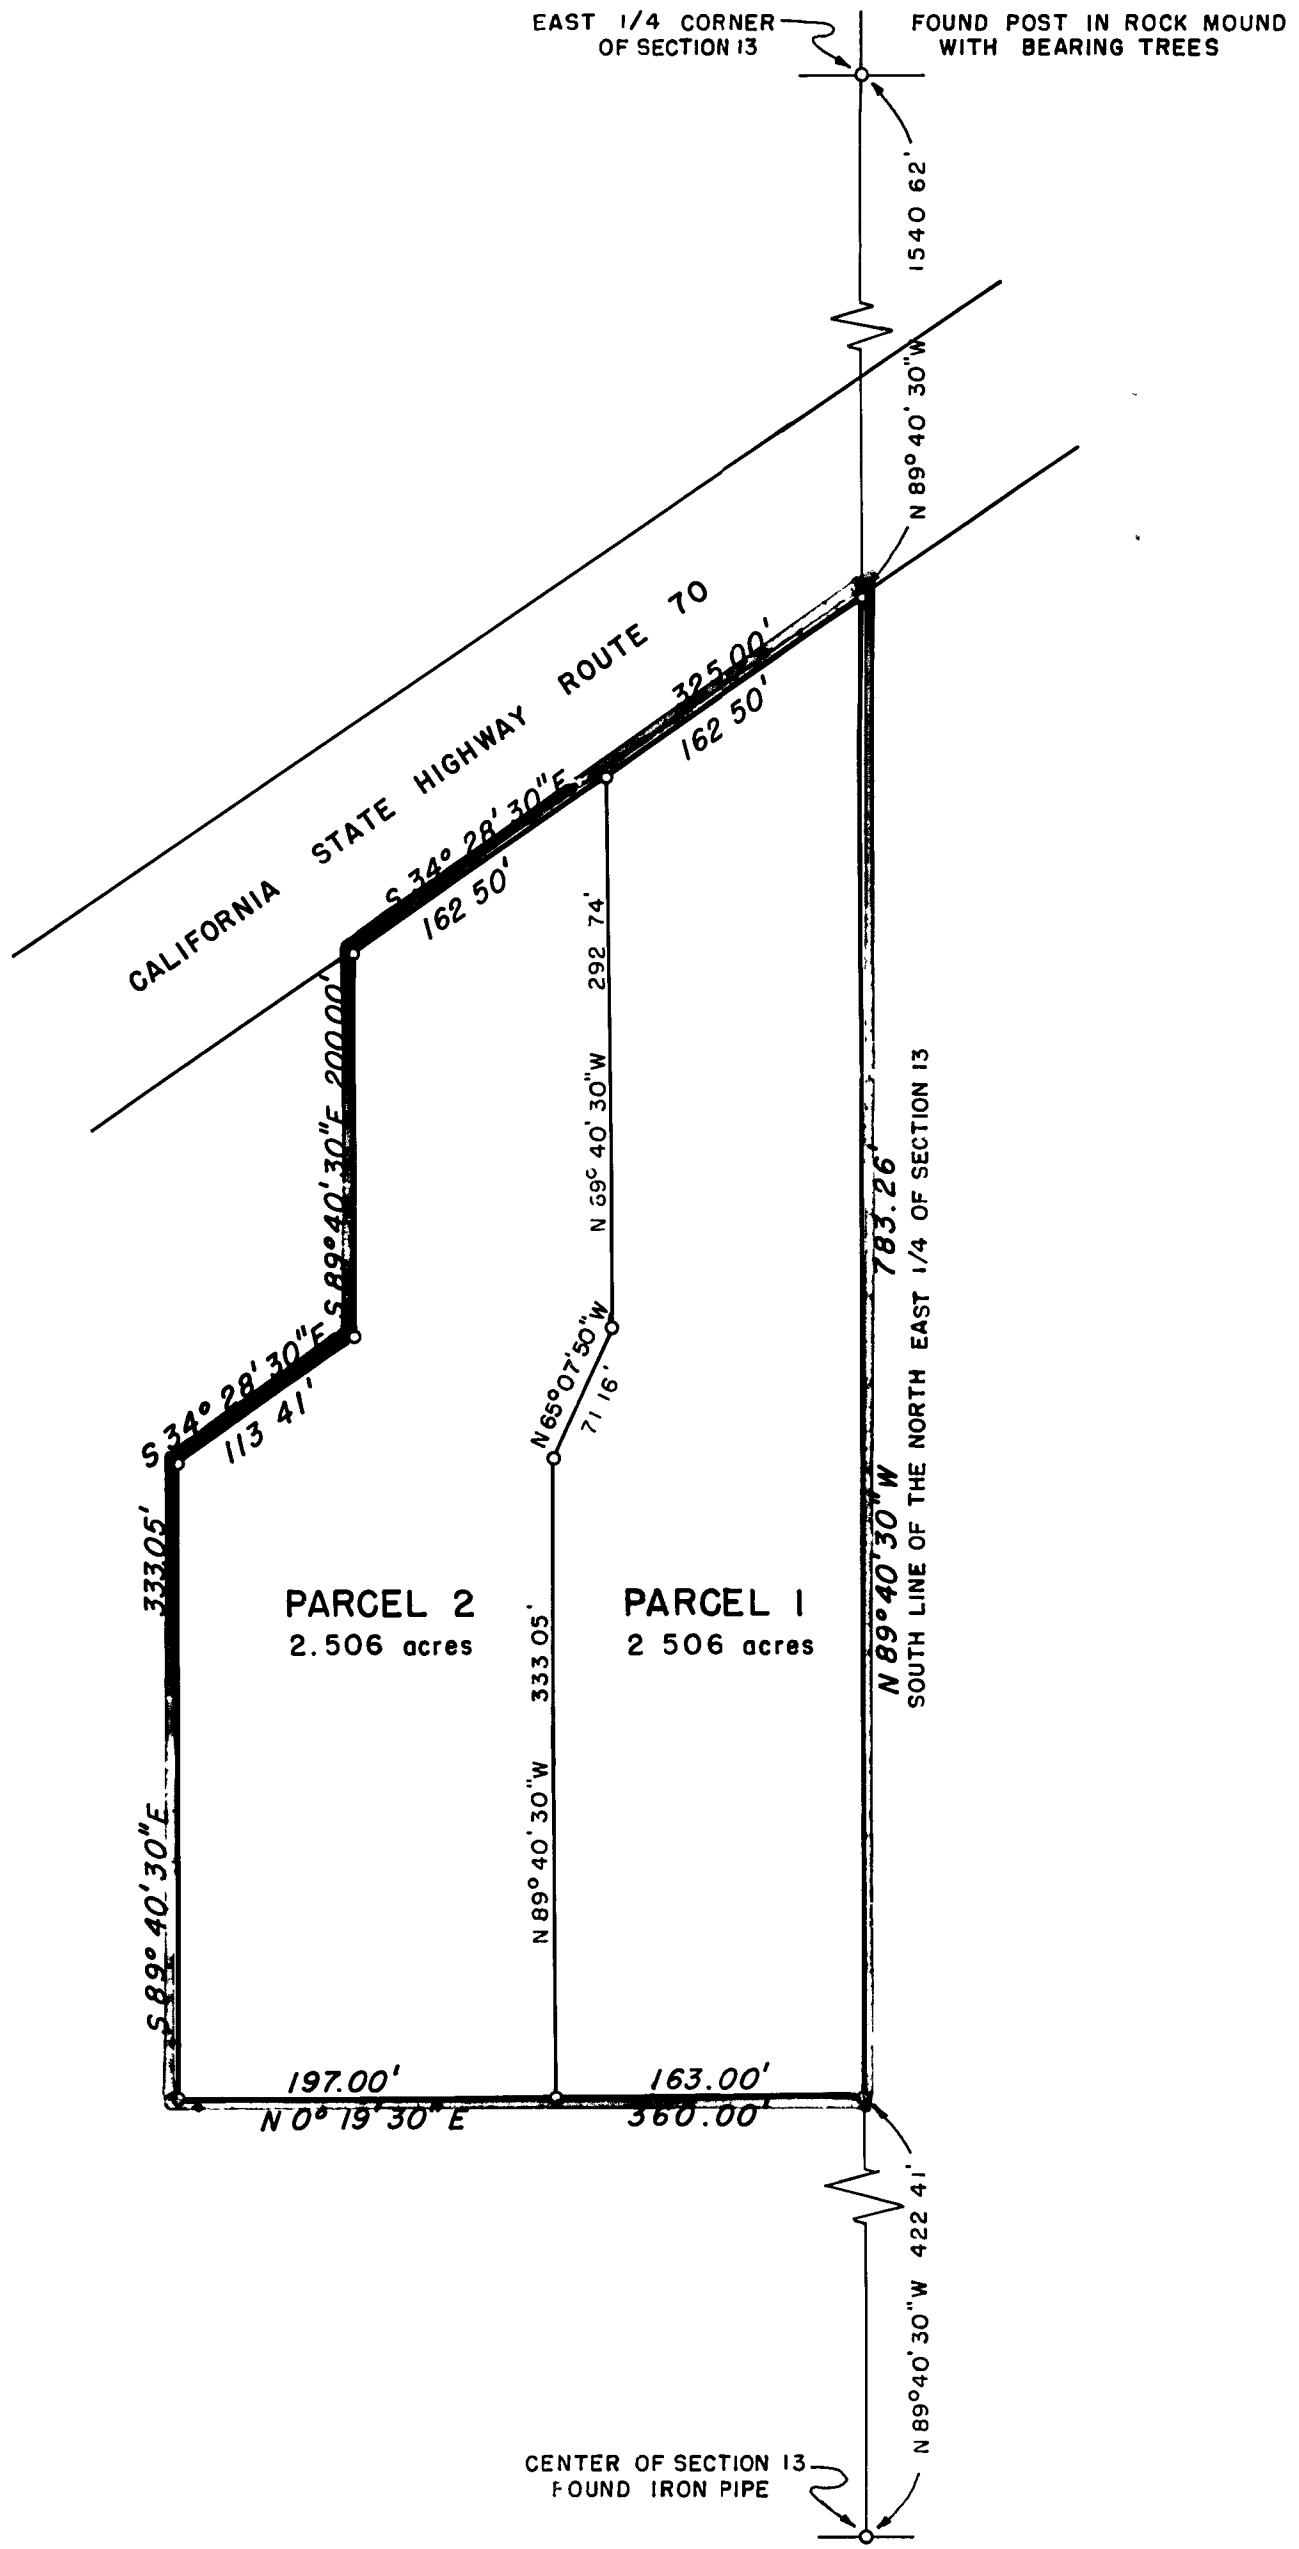 EAST 1/4 CORNER
OF SECTION 13
FOUND POST IN ROCK MOUND
WITH BEARING TREES
1540 62'
N 89° 40' 30" W
CALIFORNIA STATE HIGHWAY ROUTE 70
325.00'
162 50'
S 34° 28' 30" E
162 50'
S 89° 40' 30" E 200.00'
292 74'
N 89° 40' 30" W
S 34° 28' 30" E
113 41'
N 65° 07' 50" W
71 16'
783.26'
N 89° 40' 30" W
SOUTH LINE OF THE NORTH EAST 1/4 OF SECTION 13
333.05'
S 89° 40' 30" E
PARCEL 2
2.506 acres
333 05'
N 89° 40' 30" W
PARCEL 1
2 506 acres
197.00'
163.00'
N 0° 19' 30" E
360.00'
N 89° 40' 30" W 422 41'
CENTER OF SECTION 13
FOUND IRON PIPE